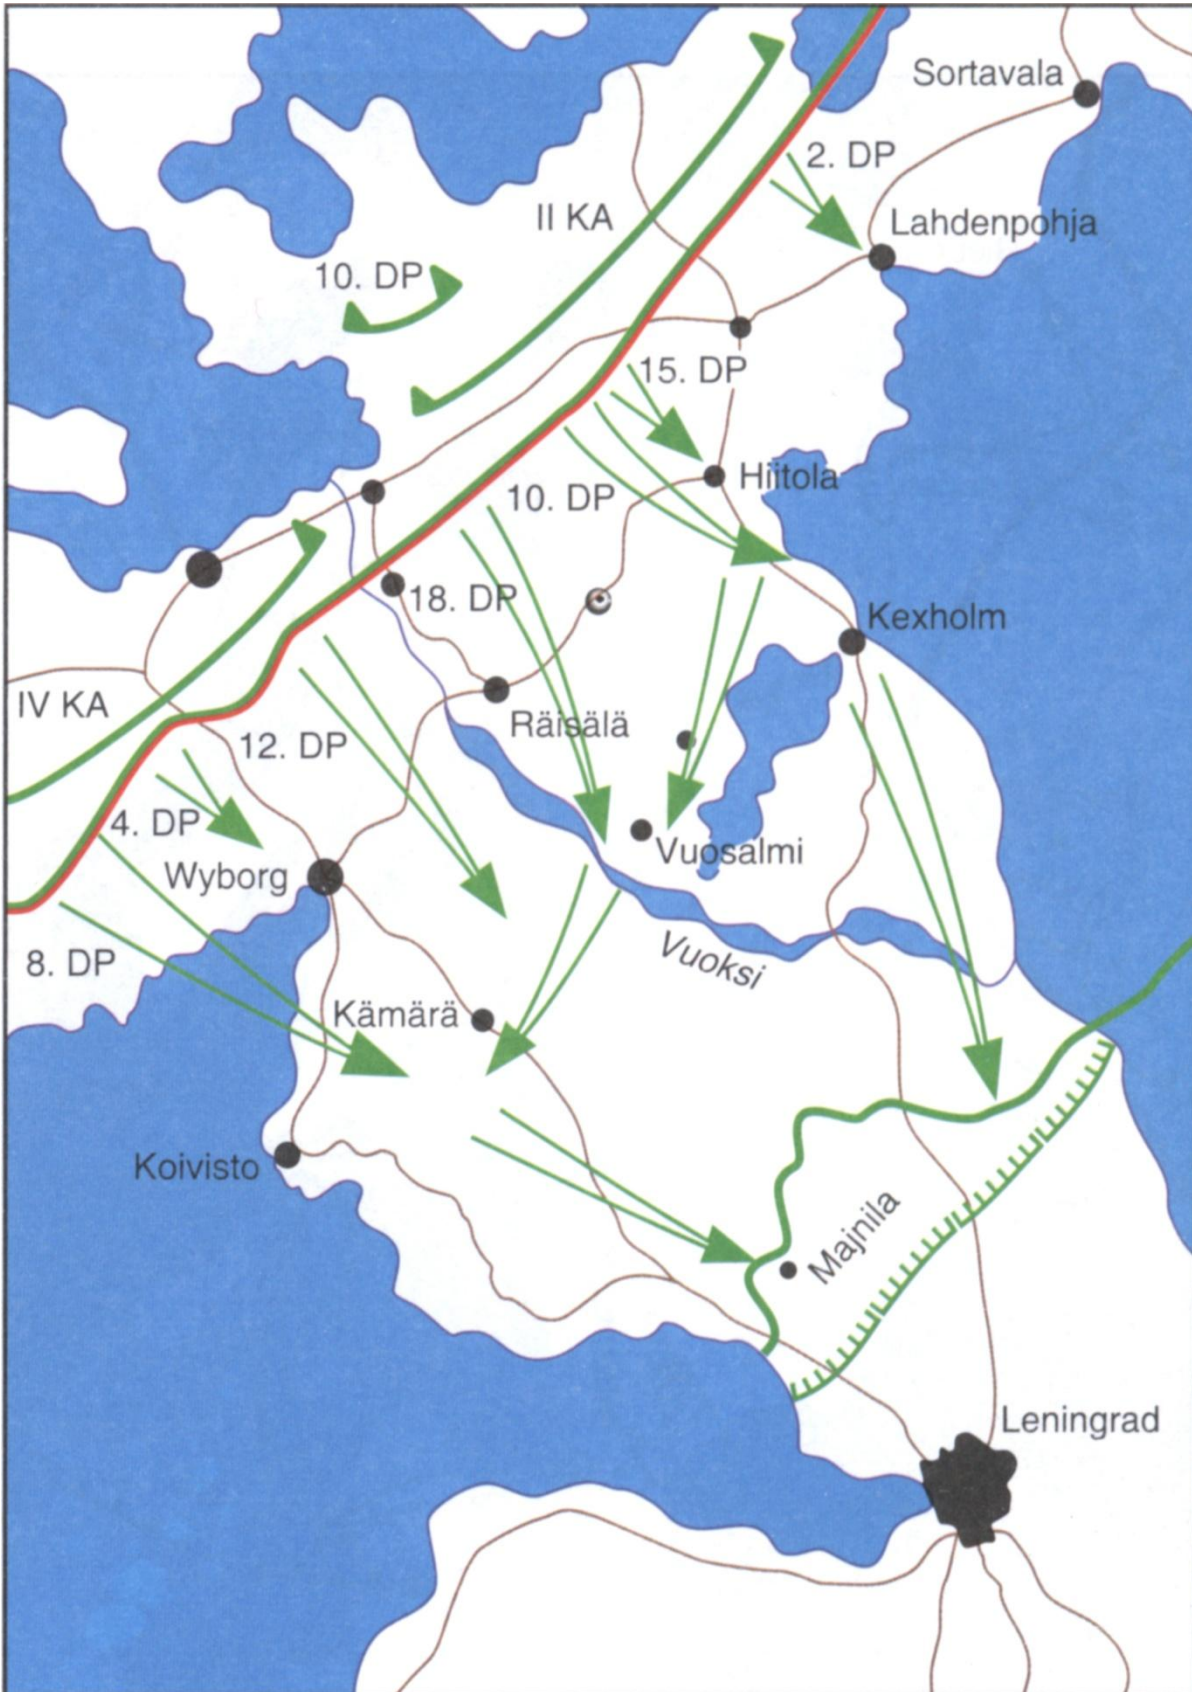 Sortavala
2. DP
II KA
Lahdenpohja
10. DP
15. DP
Hiitola
10. DP
18. DP
Kexholm
IV KA
Räisälä
12. DP
4. DP
Vuosalmi
Wyborg
Vuoksi
8. DP
Kämärä
Koivisto
Majnila
Leningrad